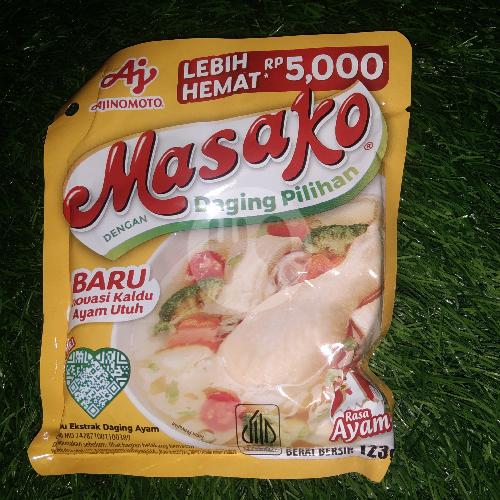 AJINOMOTO®
LEBIH HEMAT* RP 5,000
Masako®
DENGAN Daging Pilihan
BARU
novasi Kaldu
Ayam Utuh
u Ekstrak Daging Ayam
Rasa
Ayam
BERAT BERSIH 123g